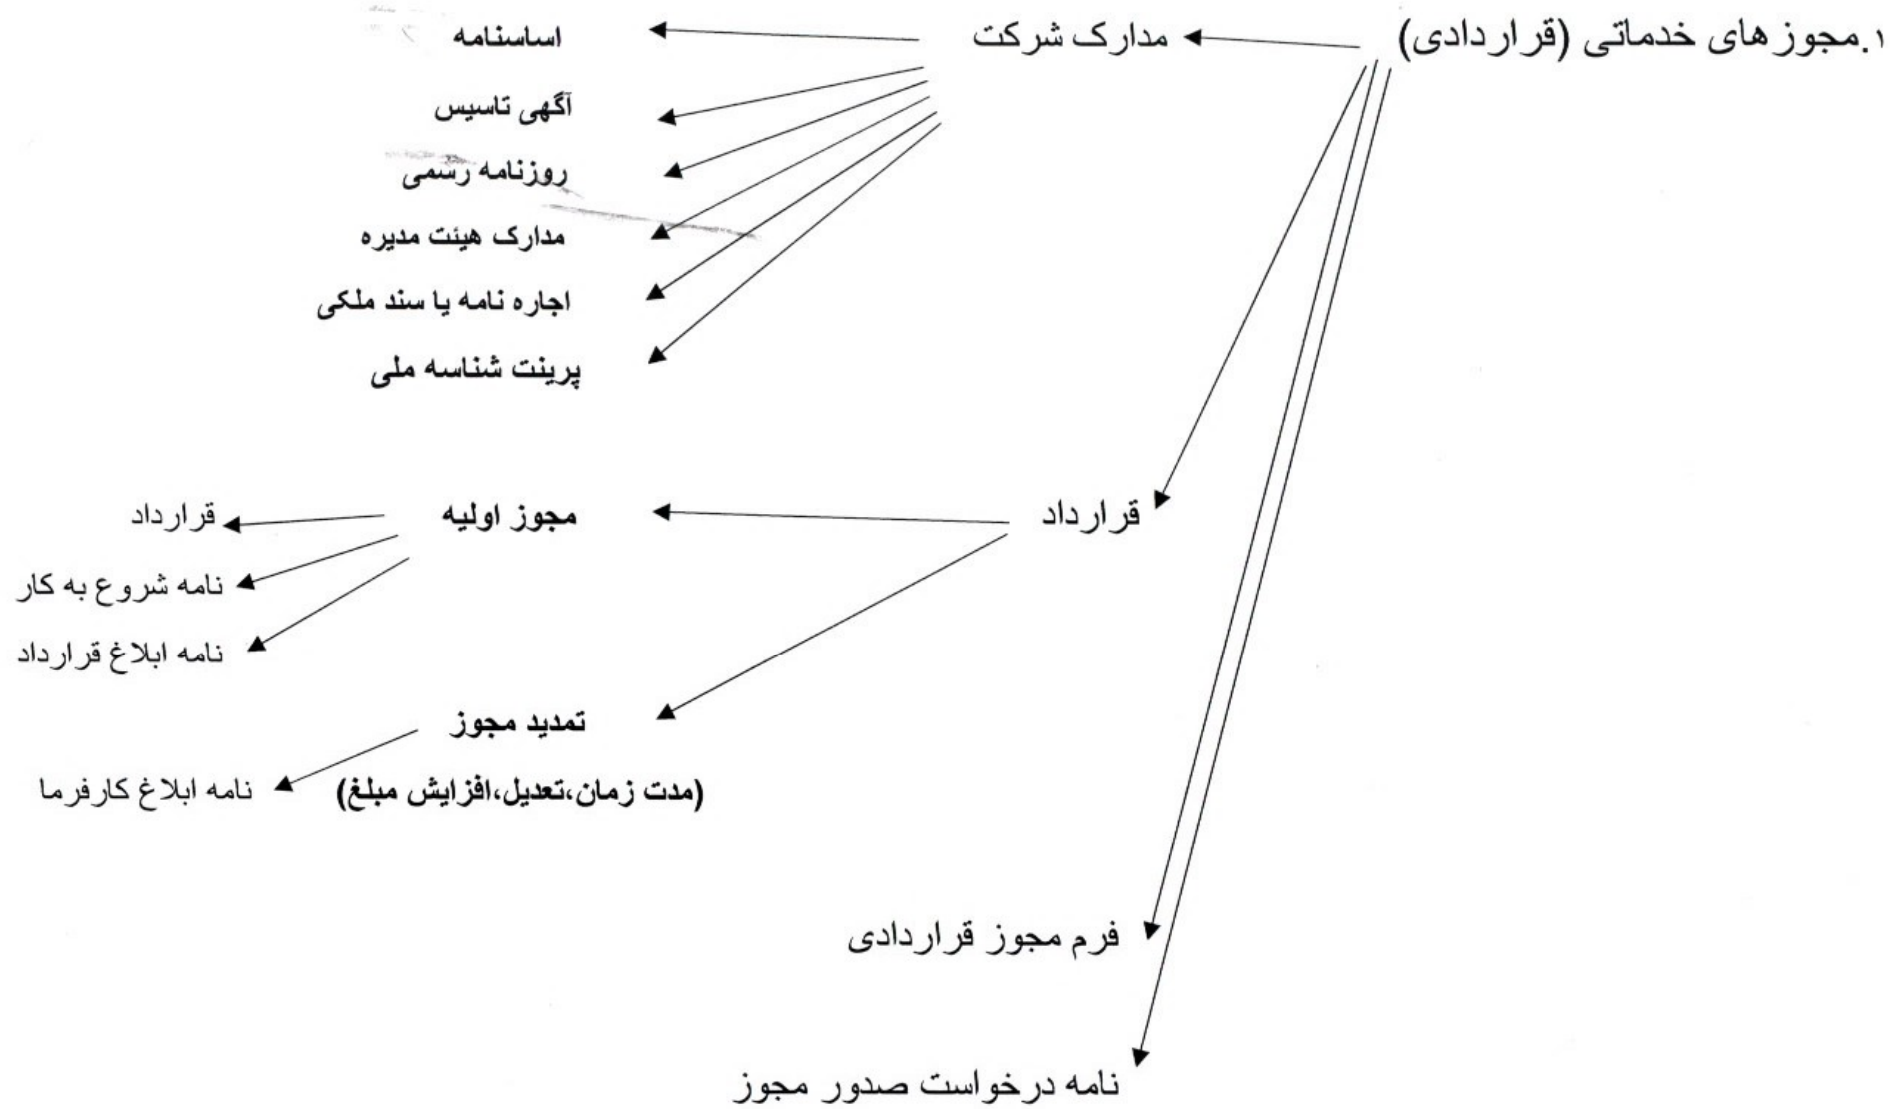 ۱.مجوزهای خدماتی (قراردادی)
مدارک شرکت
اساسنامه
آگهی تاسیس
روزنامه رسمی
مدارک هیئت مدیره
اجاره نامه یا سند ملکی
پرینت شناسه ملی
قرارداد
مجوز اولیه
قرارداد
نامه شروع به کار
نامه ابلاغ قرارداد
تمدید مجوز
(مدت زمان،تعدیل،افزایش مبلغ)
نامه ابلاغ کارفرما
فرم مجوز قراردادی
نامه درخواست صدور مجوز